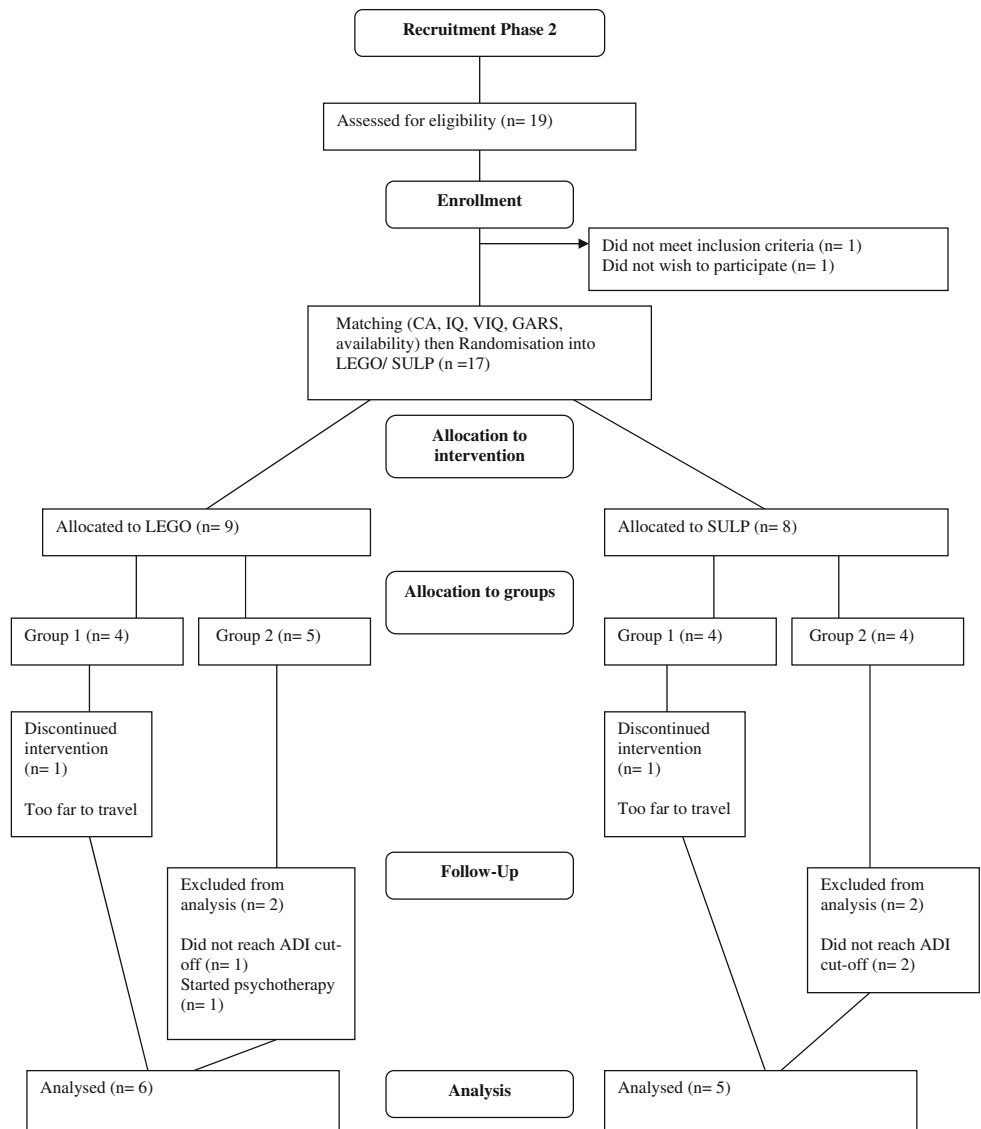 Recruitment Phase 2
Assessed for eligibility (n= 19)
Enrollment
Did not meet inclusion criteria (n= 1)
Did not wish to participate (n= 1)
Matching (CA, IQ, VIQ, GARS,
availability) then Randomisation into
LEGO/ SULP (n =17)
Allocation to
intervention
Allocated to LEGO (n= 9)
Allocated to SULP (n= 8)
Allocation to groups
Group 1 (n= 4)
Group 2 (n= 5)
Group 1 (n= 4)
Group 2 (n= 4)
Discontinued
intervention
(n= 1)
Too far to travel
Discontinued
intervention
(n= 1)
Too far to travel
Follow-Up
Excluded from
analysis (n= 2)
Did not reach ADI cut-
off (n= 1)
Started psychotherapy
(n= 1)
Excluded from
analysis (n= 2)
Did not reach ADI
cut-off (n= 2)
Analysed (n= 6)
Analysis
Analysed (n= 5)